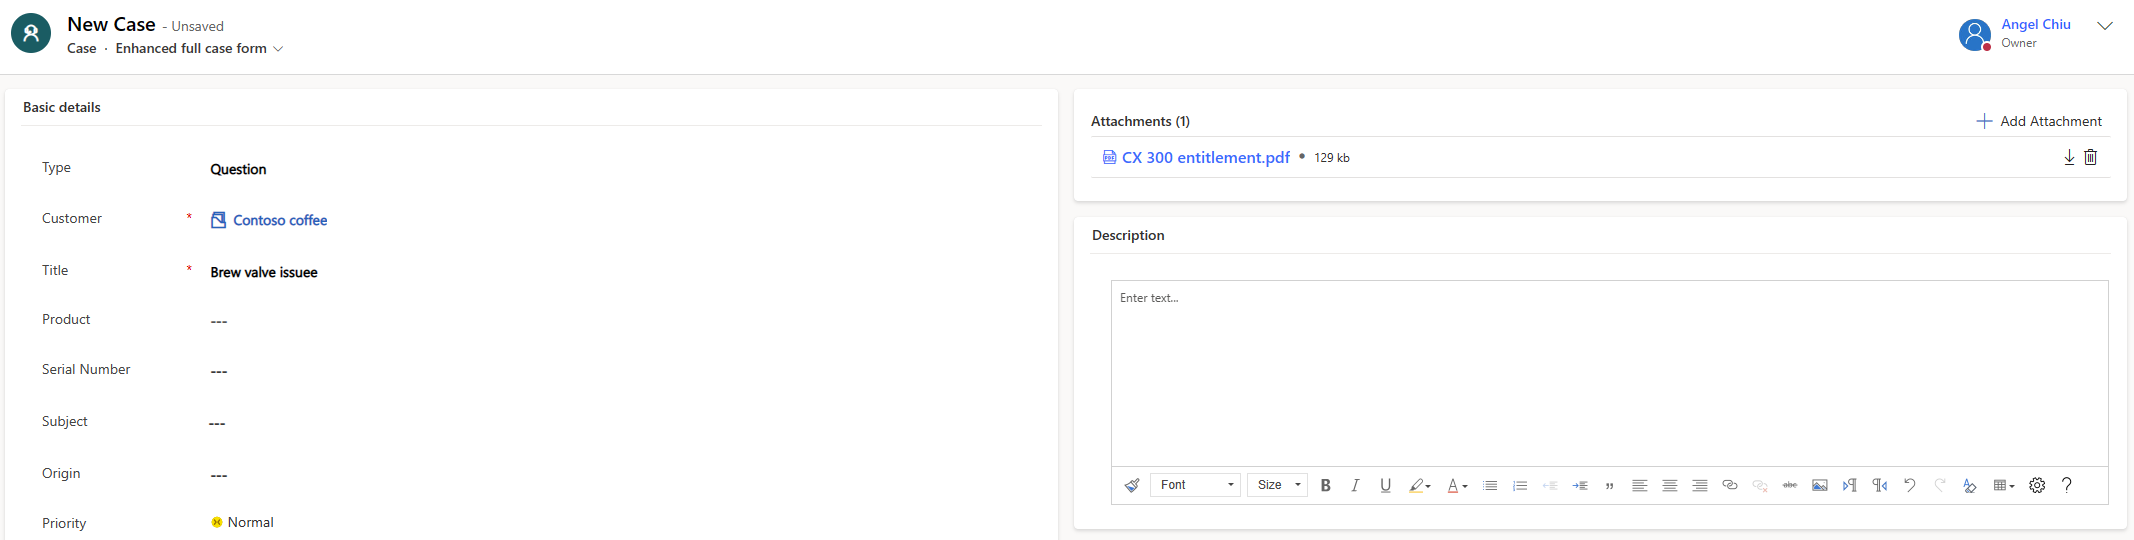 New Case - Unsaved
Case · Enhanced full case form
Angel Chiu
Owner
Basic details
Type Question
Customer * Contoso coffee
Title * Brew valve issuee
Product ---
Serial Number ---
Subject ---
Origin ---
Priority Normal
Attachments (1) Add Attachment
CX 300 entitlement.pdf • 129 kb
Description
Enter text...
Font Size B I U A abc ?